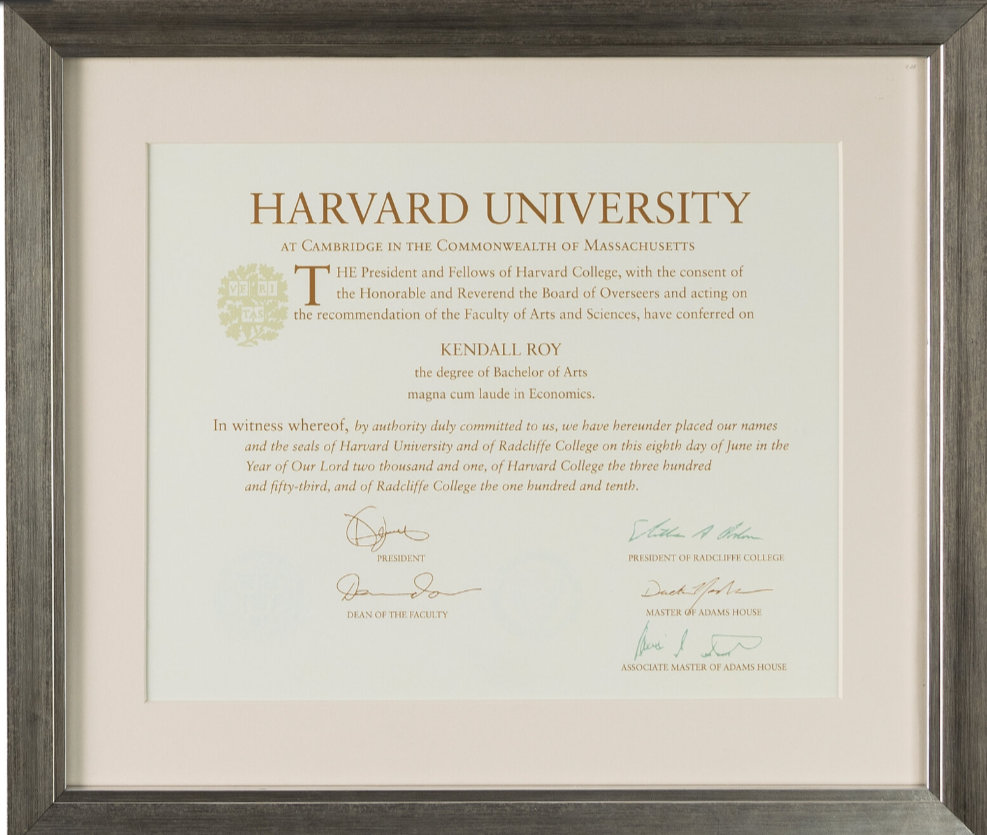 HARVARD UNIVERSITY
AT CAMBRIDGE IN THE COMMONWEALTH OF MASSACHUSETTS
THE President and Fellows of Harvard College, with the consent of
the Honorable and Reverend the Board of Overseers and acting on
the recommendation of the Faculty of Arts and Sciences, have conferred on
VE RI
TAS
KENDALL ROY
the degree of Bachelor of Arts
magna cum laude in Economics.
In witness whereof, by authority duly committed to us, we have hereunder placed our names
and the seals of Harvard University and of Radcliffe College on this eighth day of June in the
Year of Our Lord two thousand and one, of Harvard College the three hundred
and fifty-third, and of Radcliffe College the one hundred and tenth.
PRESIDENT
PRESIDENT OF RADCLIFFE COLLEGE
DEAN OF THE FACULTY
MASTER OF ADAMS HOUSE
ASSOCIATE MASTER OF ADAMS HOUSE